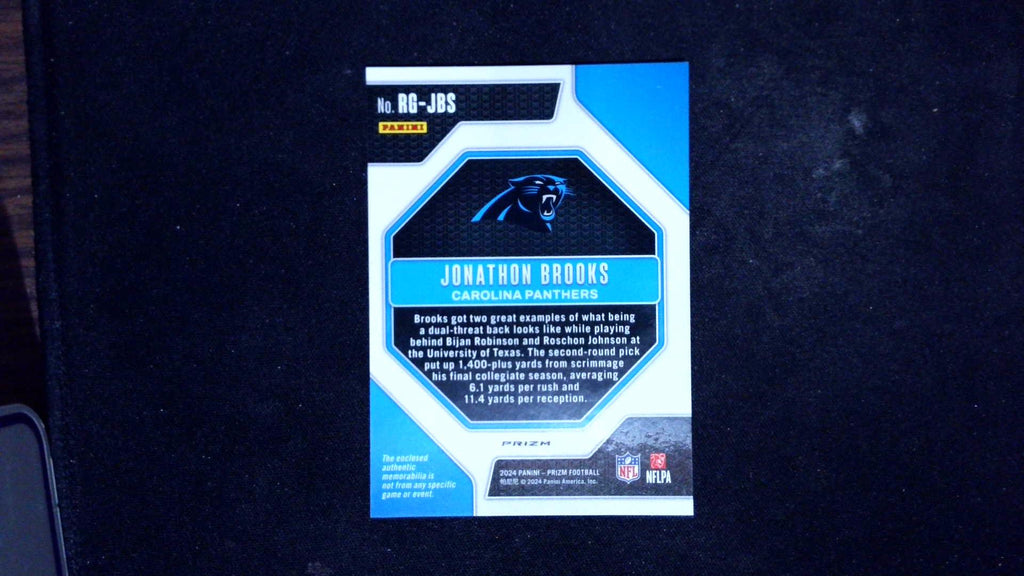 No. RG-JBS
PANINI
JONATHON BROOKS
CAROLINA PANTHERS
Brooks got two great examples of what being
a dual-threat back looks like while playing
behind Bijan Robinson and Roschon Johnson at
the University of Texas. The second-round pick
put up 1,400-plus yards from scrimmage
his final collegiate season, averaging
6.1 yards per rush and
11.4 yards per reception.
PRIZM
The enclosed
authentic
memorabilia is
not from any specific
game or event.
2024 PANINI – PRIZM FOOTBALL
帕尼尼 © 2024 Panini America, Inc.
NFL
NFLPA